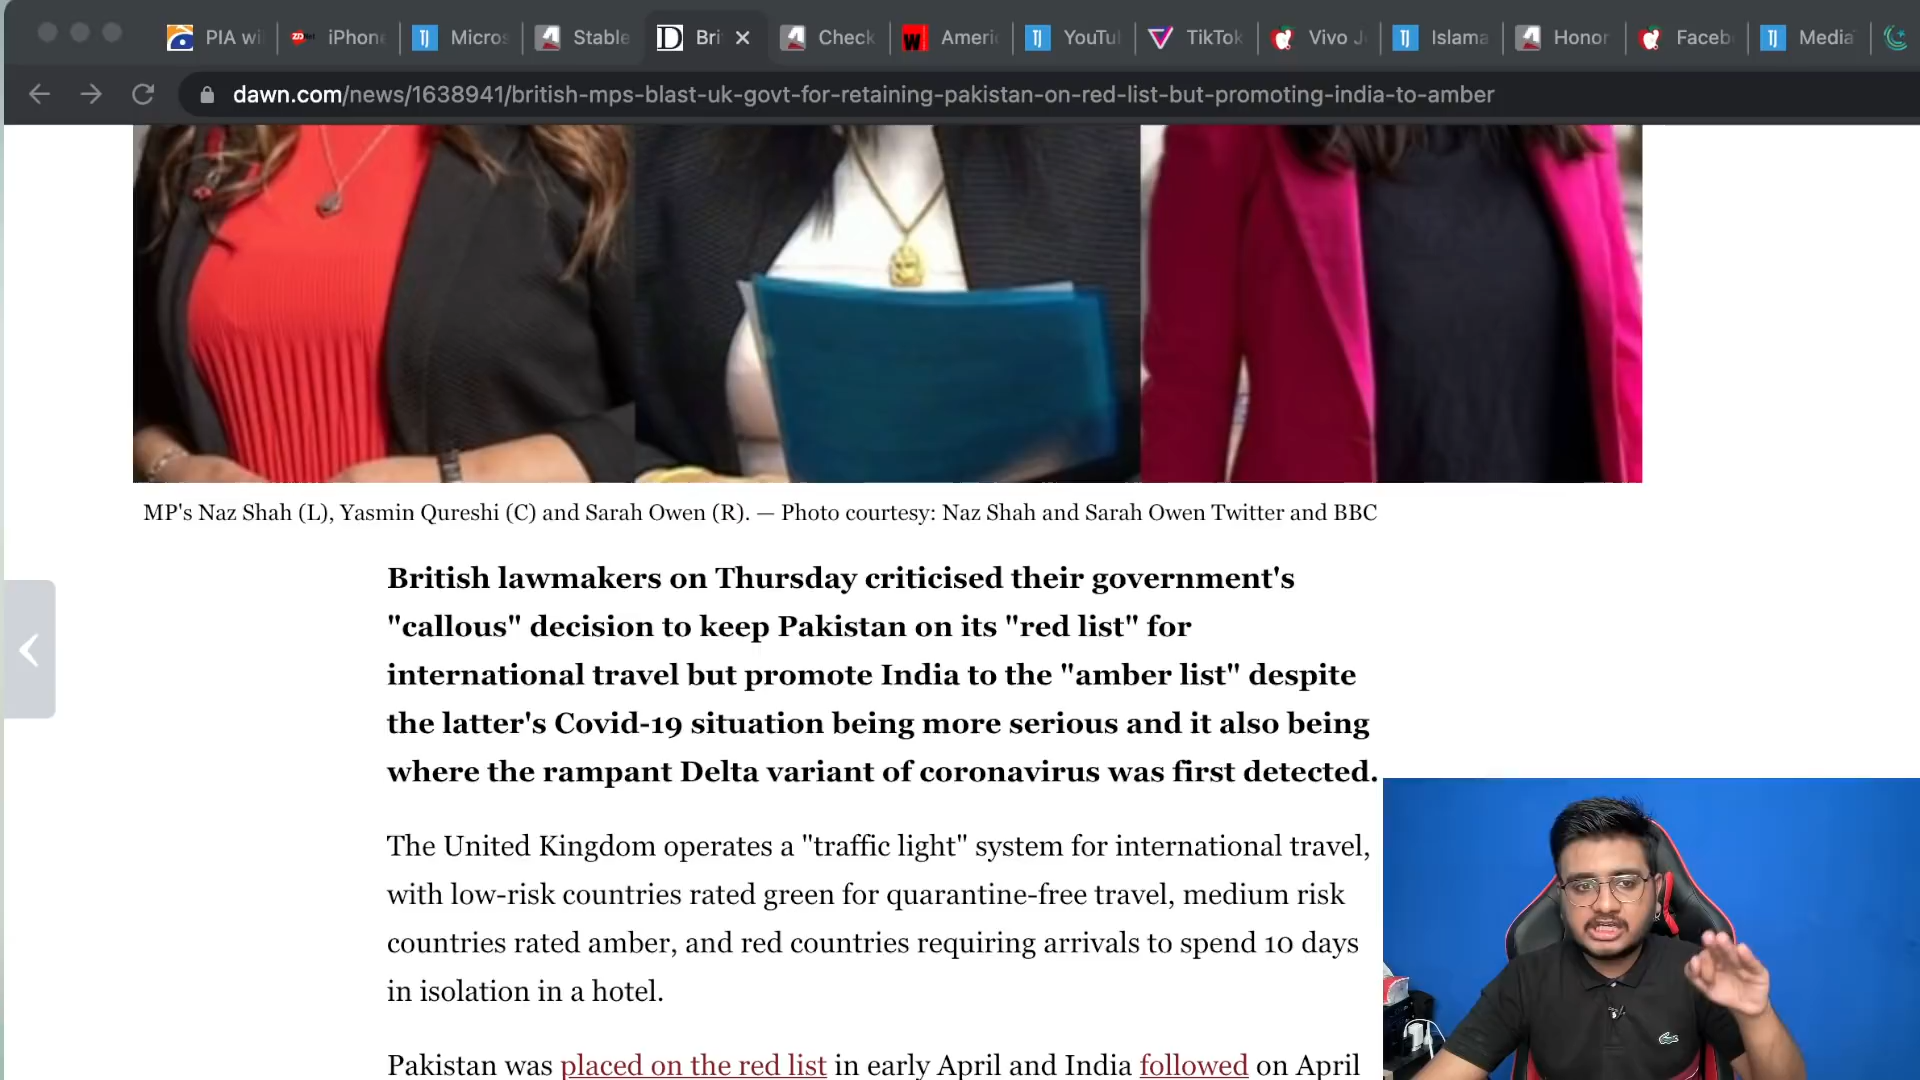 PIA wi
iPhone
Micros
Stable
Bri
Check
Ameri
YouTu
TikTok
Vivo J
Islama
Honor
Faceb
Media
dawn.com/news/1638941/british-mps-blast-uk-govt-for-retaining-pakistan-on-red-list-but-promoting-india-to-amber
MP's Naz Shah (L), Yasmin Qureshi (C) and Sarah Owen (R). — Photo courtesy: Naz Shah and Sarah Owen Twitter and BBC
British lawmakers on Thursday criticised their government's
"callous" decision to keep Pakistan on its "red list" for
international travel but promote India to the "amber list" despite
the latter's Covid-19 situation being more serious and it also being
where the rampant Delta variant of coronavirus was first detected.
The United Kingdom operates a "traffic light" system for international travel,
with low-risk countries rated green for quarantine-free travel, medium risk
countries rated amber, and red countries requiring arrivals to spend 10 days
in isolation in a hotel.
Pakistan was placed on the red list in early April and India followed on April